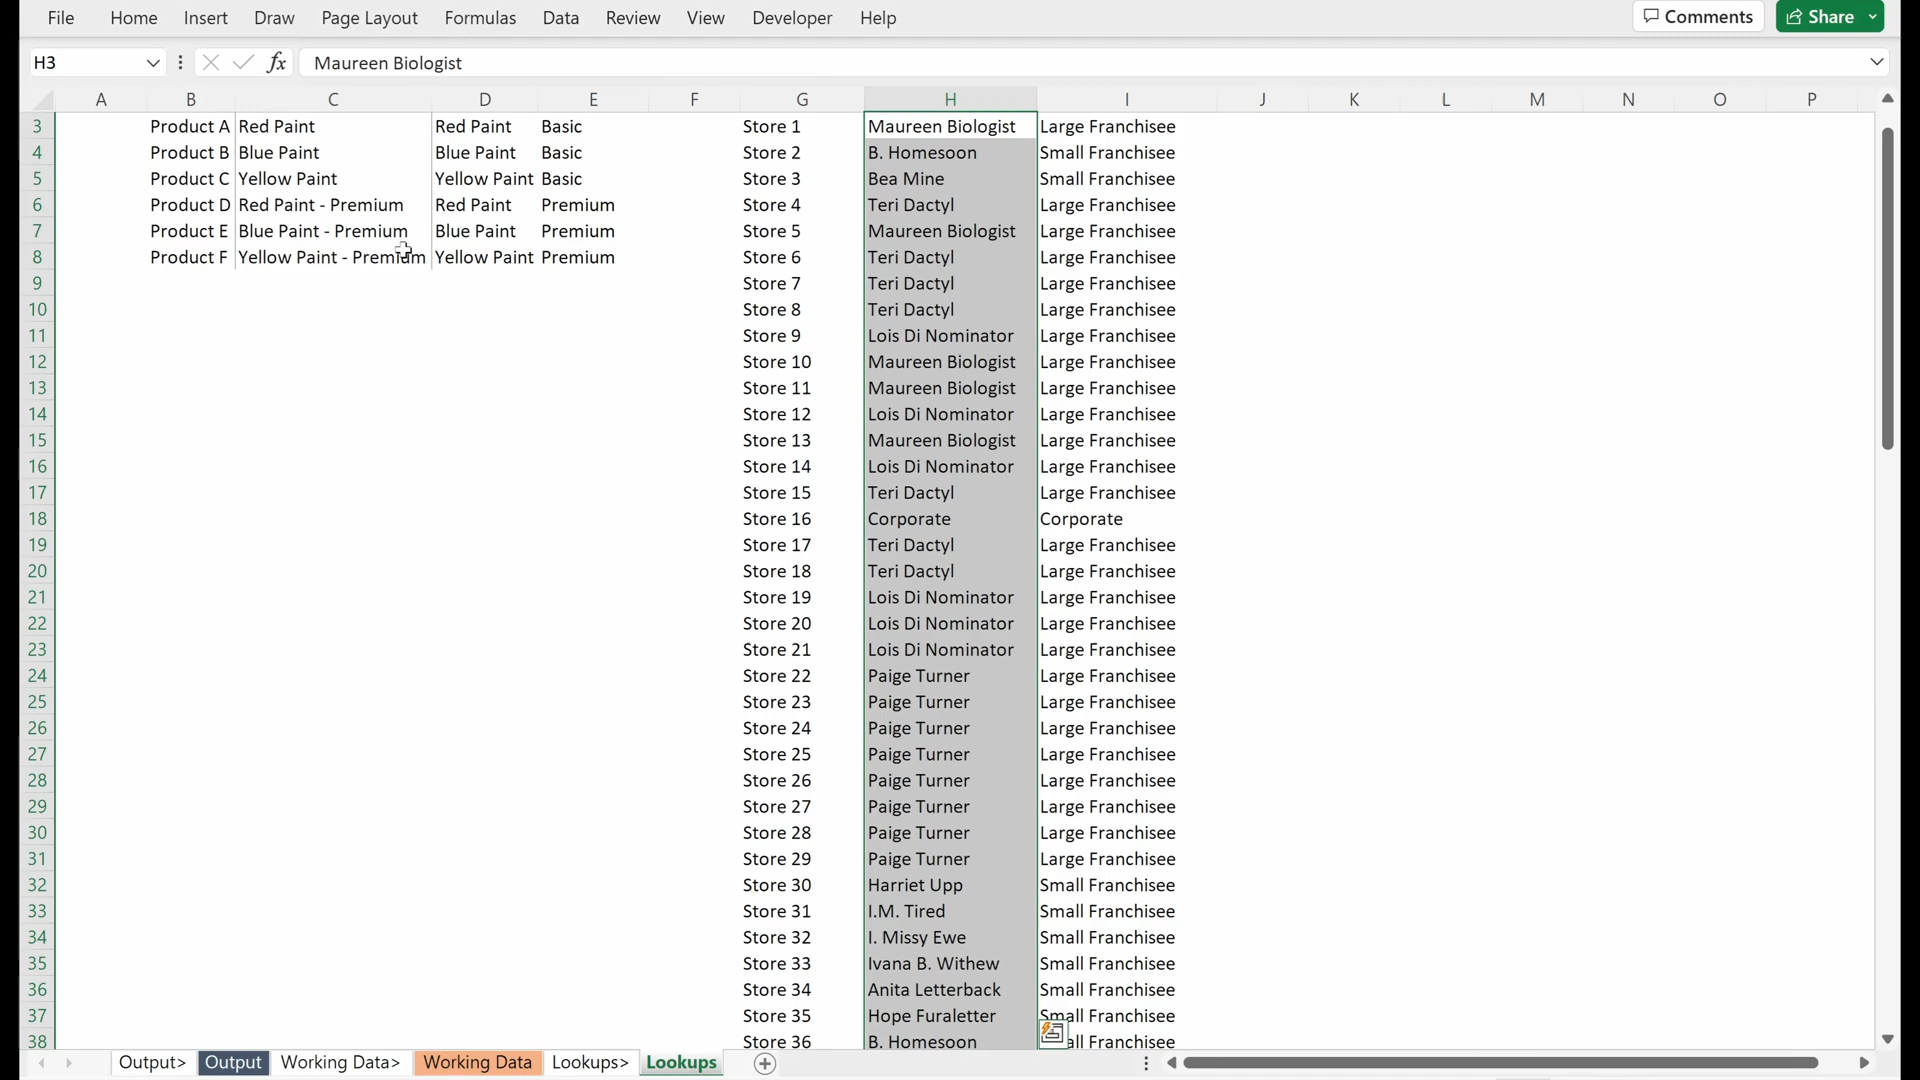 File Home Insert Draw Page Layout Formulas Data Review View Developer Help Comments Share
H3 fx Maureen Biologist
A B C D E F G H I J K L M N O P
3 Product A Red Paint Red Paint Basic Store 1 Maureen Biologist Large Franchisee
4 Product B Blue Paint Blue Paint Basic Store 2 B. Homesoon Small Franchisee
5 Product C Yellow Paint Yellow Paint Basic Store 3 Bea Mine Small Franchisee
6 Product D Red Paint - Premium Red Paint Premium Store 4 Teri Dactyl Large Franchisee
7 Product E Blue Paint - Premium Blue Paint Premium Store 5 Maureen Biologist Large Franchisee
8 Product F Yellow Paint - Premium Yellow Paint Premium Store 6 Teri Dactyl Large Franchisee
9 Store 7 Teri Dactyl Large Franchisee
10 Store 8 Teri Dactyl Large Franchisee
11 Store 9 Lois Di Nominator Large Franchisee
12 Store 10 Maureen Biologist Large Franchisee
13 Store 11 Maureen Biologist Large Franchisee
14 Store 12 Lois Di Nominator Large Franchisee
15 Store 13 Maureen Biologist Large Franchisee
16 Store 14 Lois Di Nominator Large Franchisee
17 Store 15 Teri Dactyl Large Franchisee
18 Store 16 Corporate Corporate
19 Store 17 Teri Dactyl Large Franchisee
20 Store 18 Teri Dactyl Large Franchisee
21 Store 19 Lois Di Nominator Large Franchisee
22 Store 20 Lois Di Nominator Large Franchisee
23 Store 21 Lois Di Nominator Large Franchisee
24 Store 22 Paige Turner Large Franchisee
25 Store 23 Paige Turner Large Franchisee
26 Store 24 Paige Turner Large Franchisee
27 Store 25 Paige Turner Large Franchisee
28 Store 26 Paige Turner Large Franchisee
29 Store 27 Paige Turner Large Franchisee
30 Store 28 Paige Turner Large Franchisee
31 Store 29 Paige Turner Large Franchisee
32 Store 30 Harriet Upp Small Franchisee
33 Store 31 I.M. Tired Small Franchisee
34 Store 32 I. Missy Ewe Small Franchisee
35 Store 33 Ivana B. Withew Small Franchisee
36 Store 34 Anita Letterback Small Franchisee
37 Store 35 Hope Furaletter Small Franchisee
38 Store 36 B. Homesoon all Franchisee
Output> Output Working Data> Working Data Lookups> Lookups